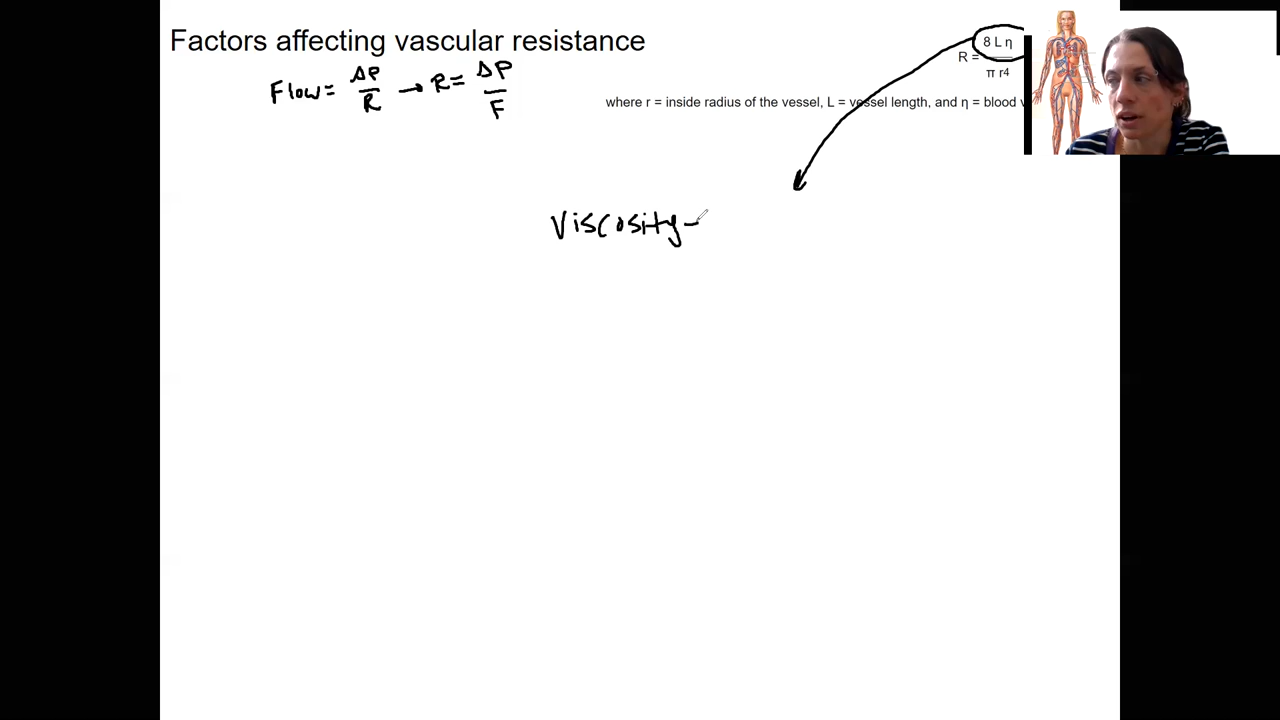 Factors affecting vascular resistance
Flow = ΔP / R → R = ΔP / F
R = 8 L η / π r⁴
where r = inside radius of the vessel, L = vessel length, and η = blood
Viscosity -